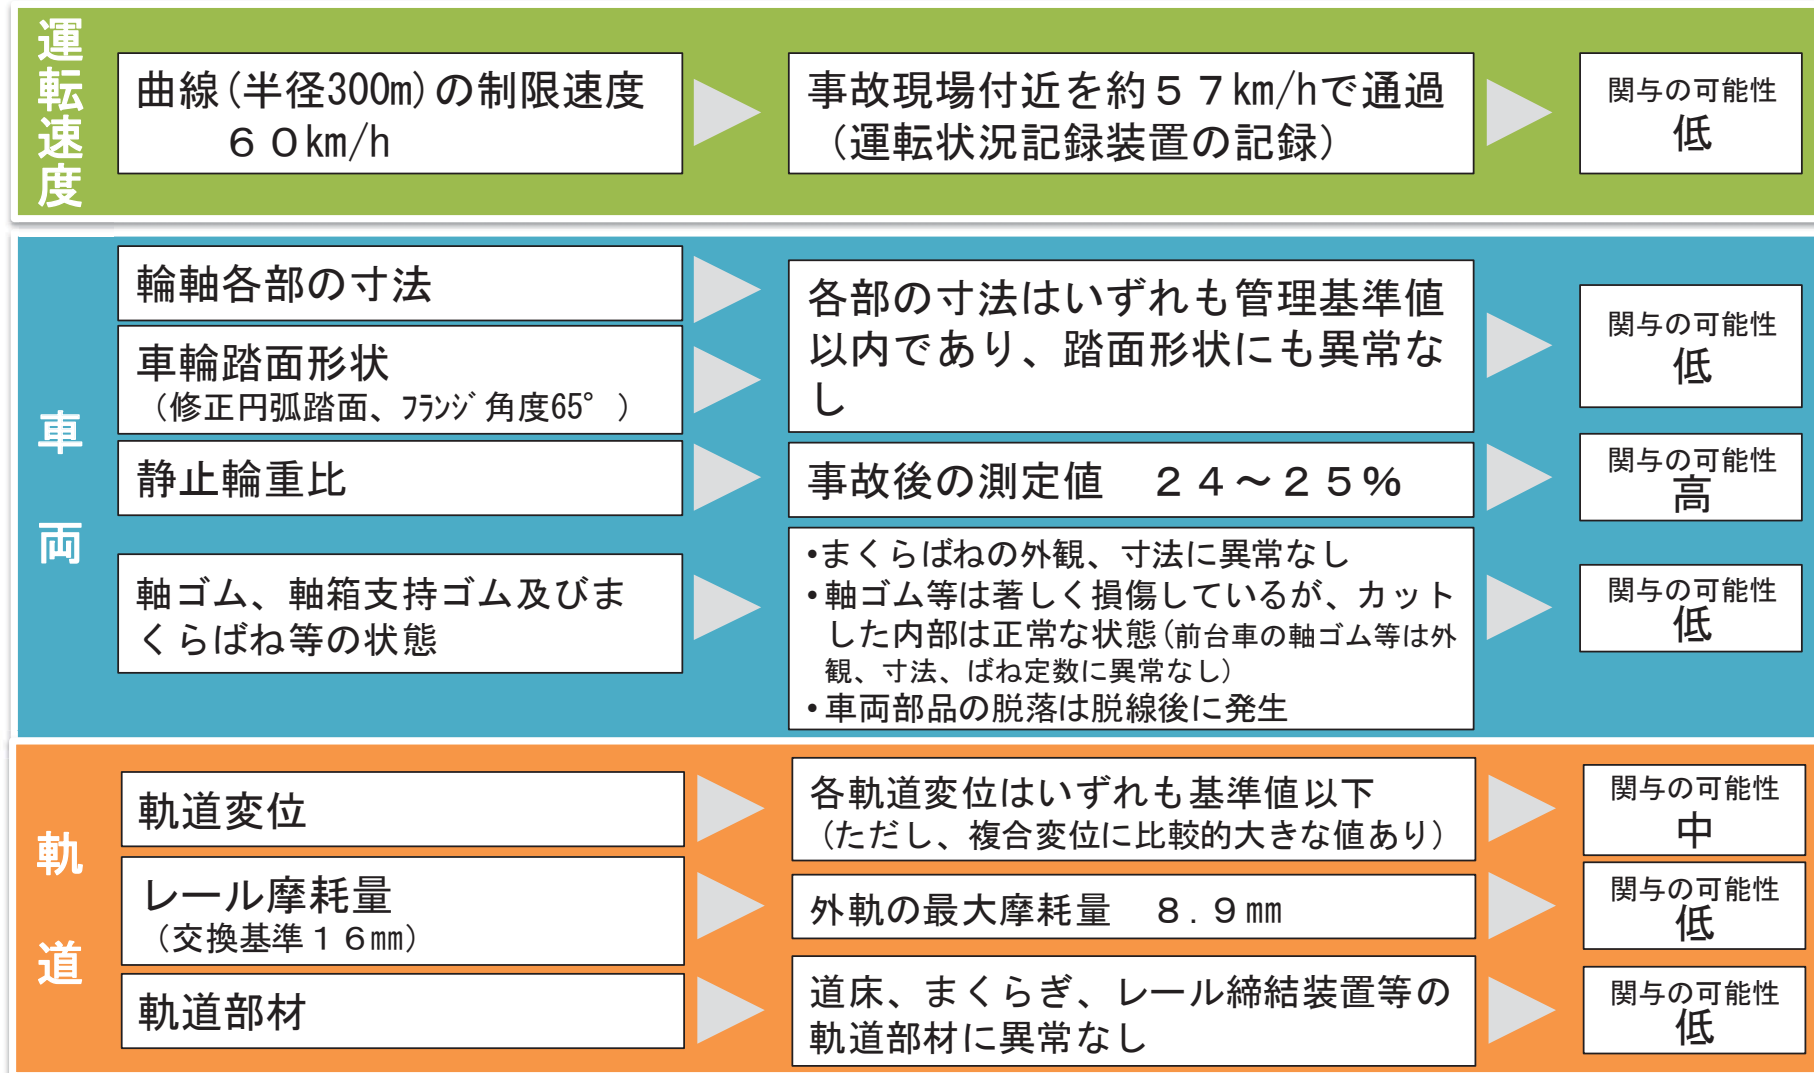 運転速度
曲線(半径300m)の制限速度
６０km/h
事故現場付近を約５７km/hで通過
（運転状況記録装置の記録）
関与の可能性
低
車両
輪軸各部の寸法
車輪踏面形状
（修正円弧踏面、ﾌﾗﾝｼﾞ角度65°）
各部の寸法はいずれも管理基準値
以内であり、踏面形状にも異常な
し
関与の可能性
低
静止輪重比
事故後の測定値　２４～２５％
関与の可能性
高
軸ゴム、軸箱支持ゴム及びま
くらばね等の状態
•まくらばねの外観、寸法に異常なし
•軸ゴム等は著しく損傷しているが、カット
した内部は正常な状態(前台車の軸ゴム等は外
観、寸法、ばね定数に異常なし)
•車両部品の脱落は脱線後に発生
関与の可能性
低
軌道
軌道変位
各軌道変位はいずれも基準値以下
（ただし、複合変位に比較的大きな値あり）
関与の可能性
中
レール摩耗量
（交換基準１６㎜）
外軌の最大摩耗量　８．９㎜
関与の可能性
低
軌道部材
道床、まくらぎ、レール締結装置等の
軌道部材に異常なし
関与の可能性
低